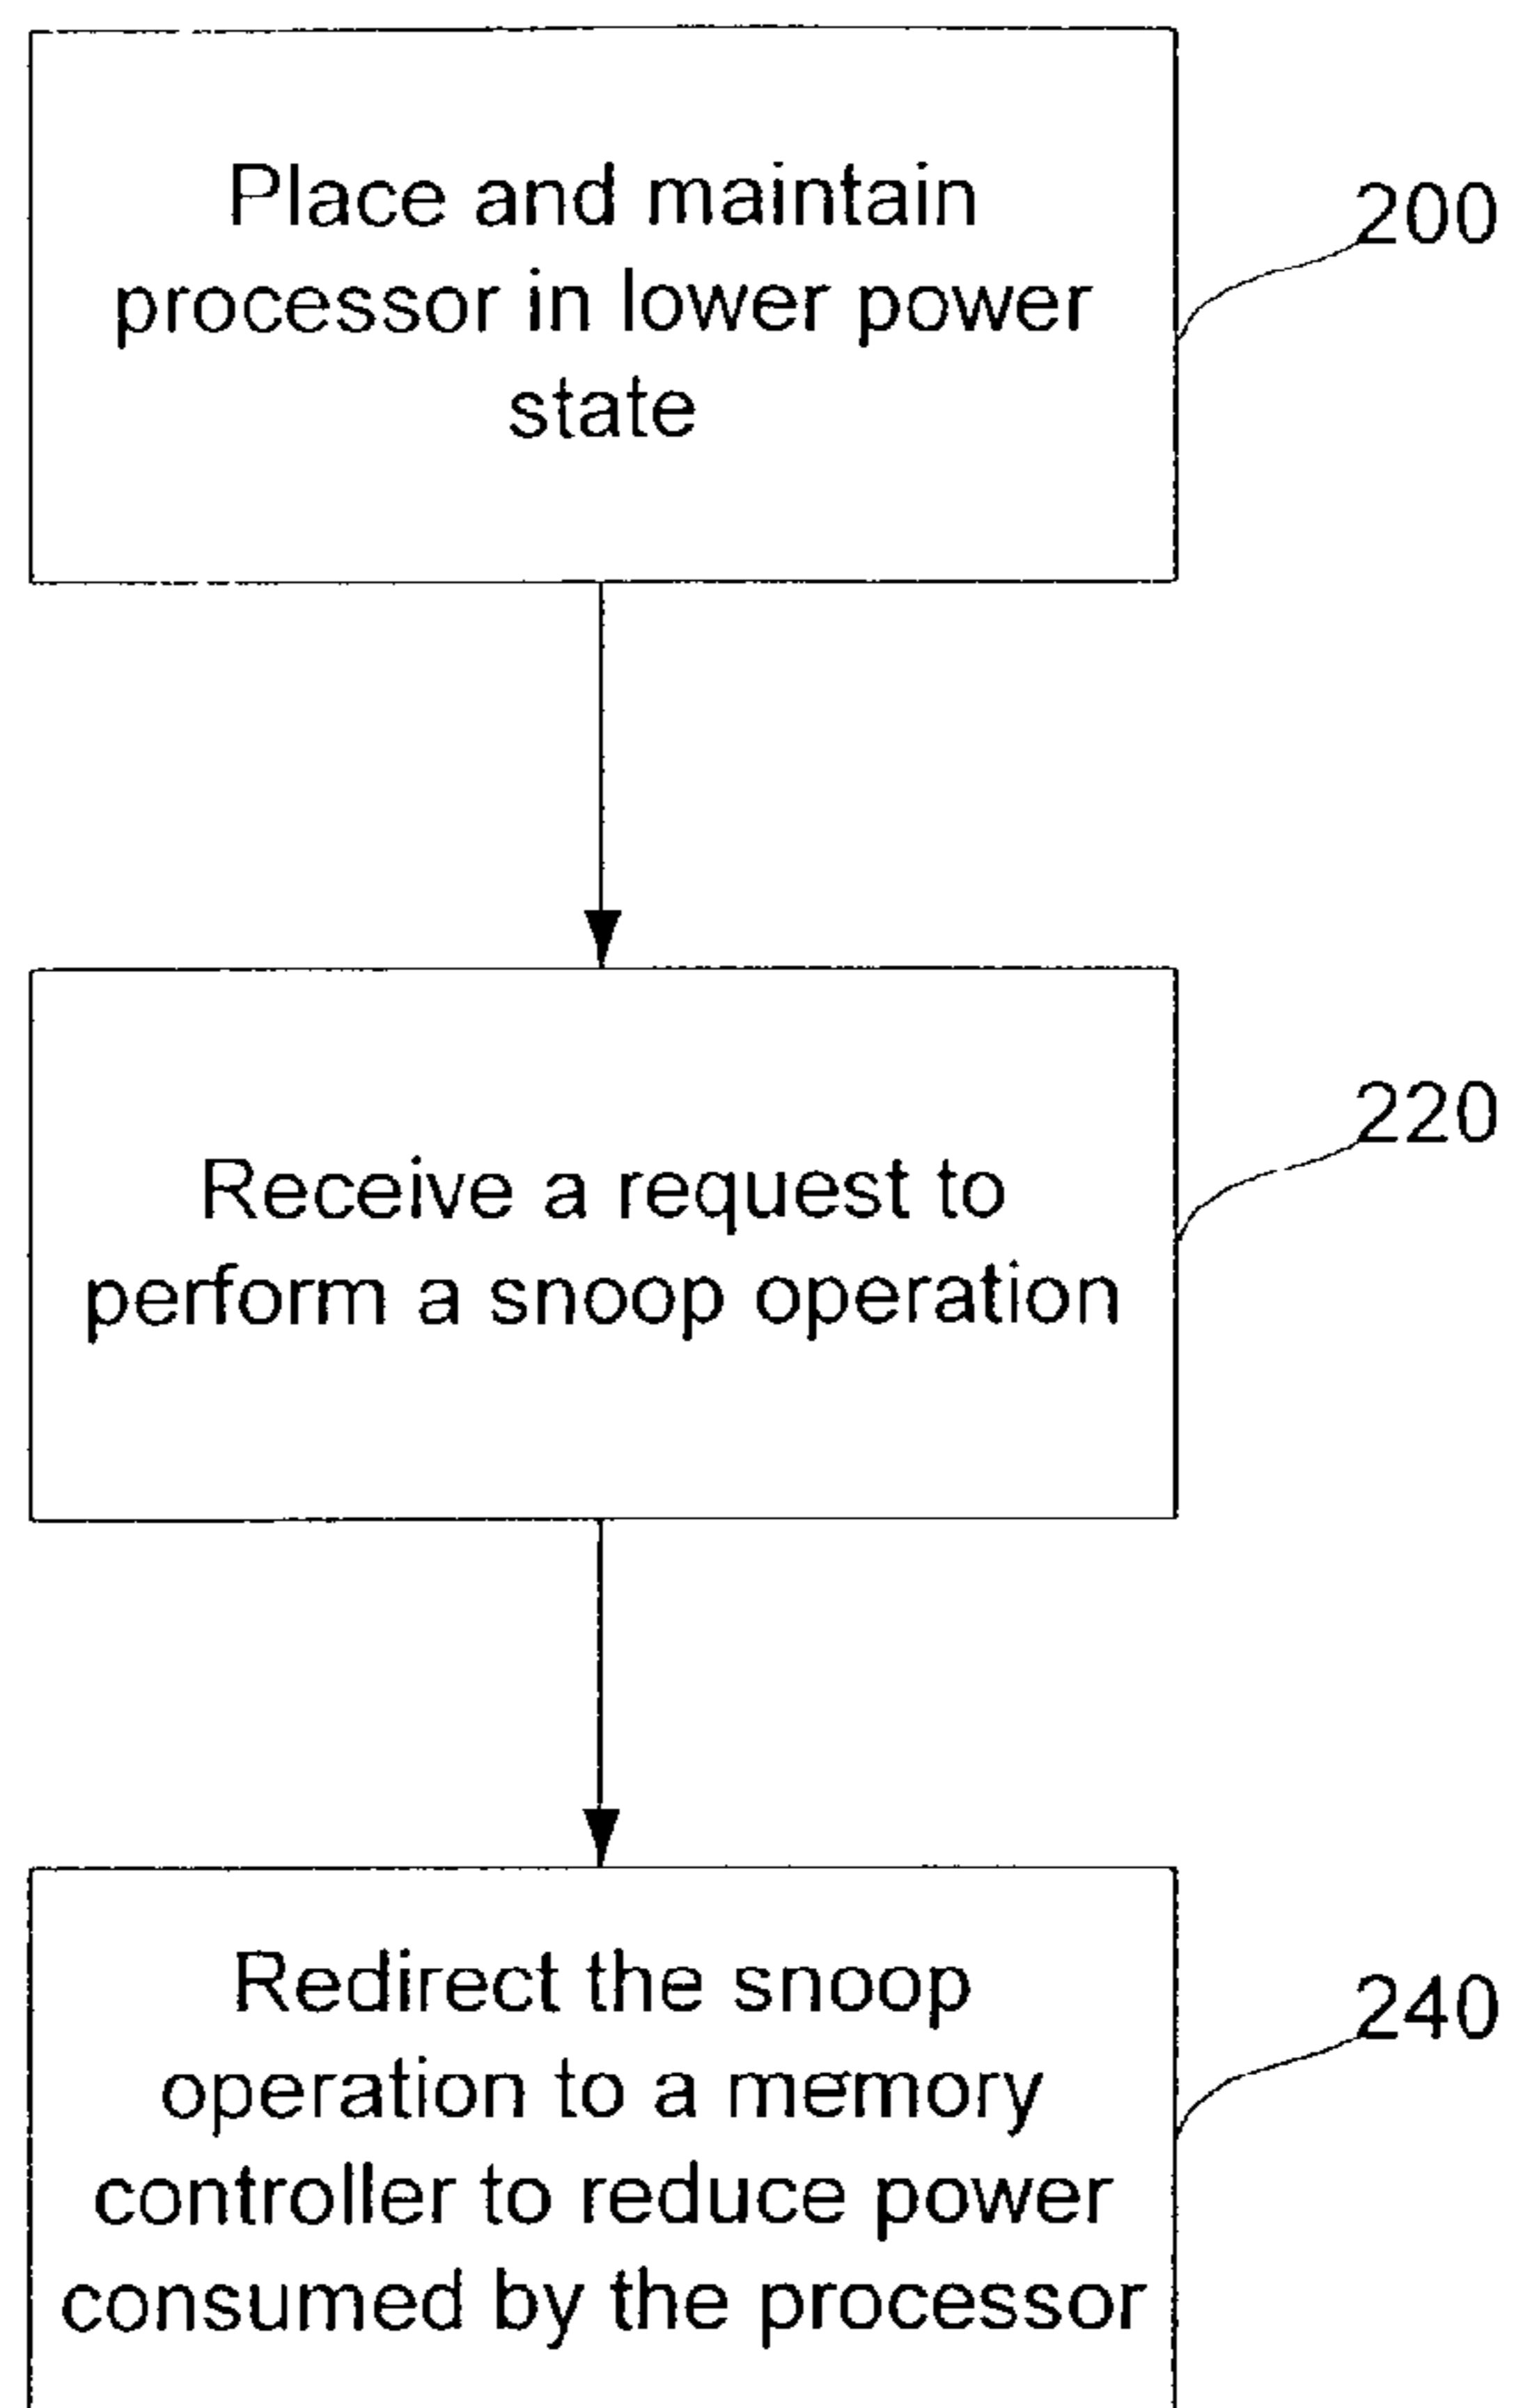 Place and maintain
processor in lower power
state
200
Receive a request to
perform a snoop operation
220
Redirect the snoop
operation to a memory
controller to reduce power
consumed by the processor
240